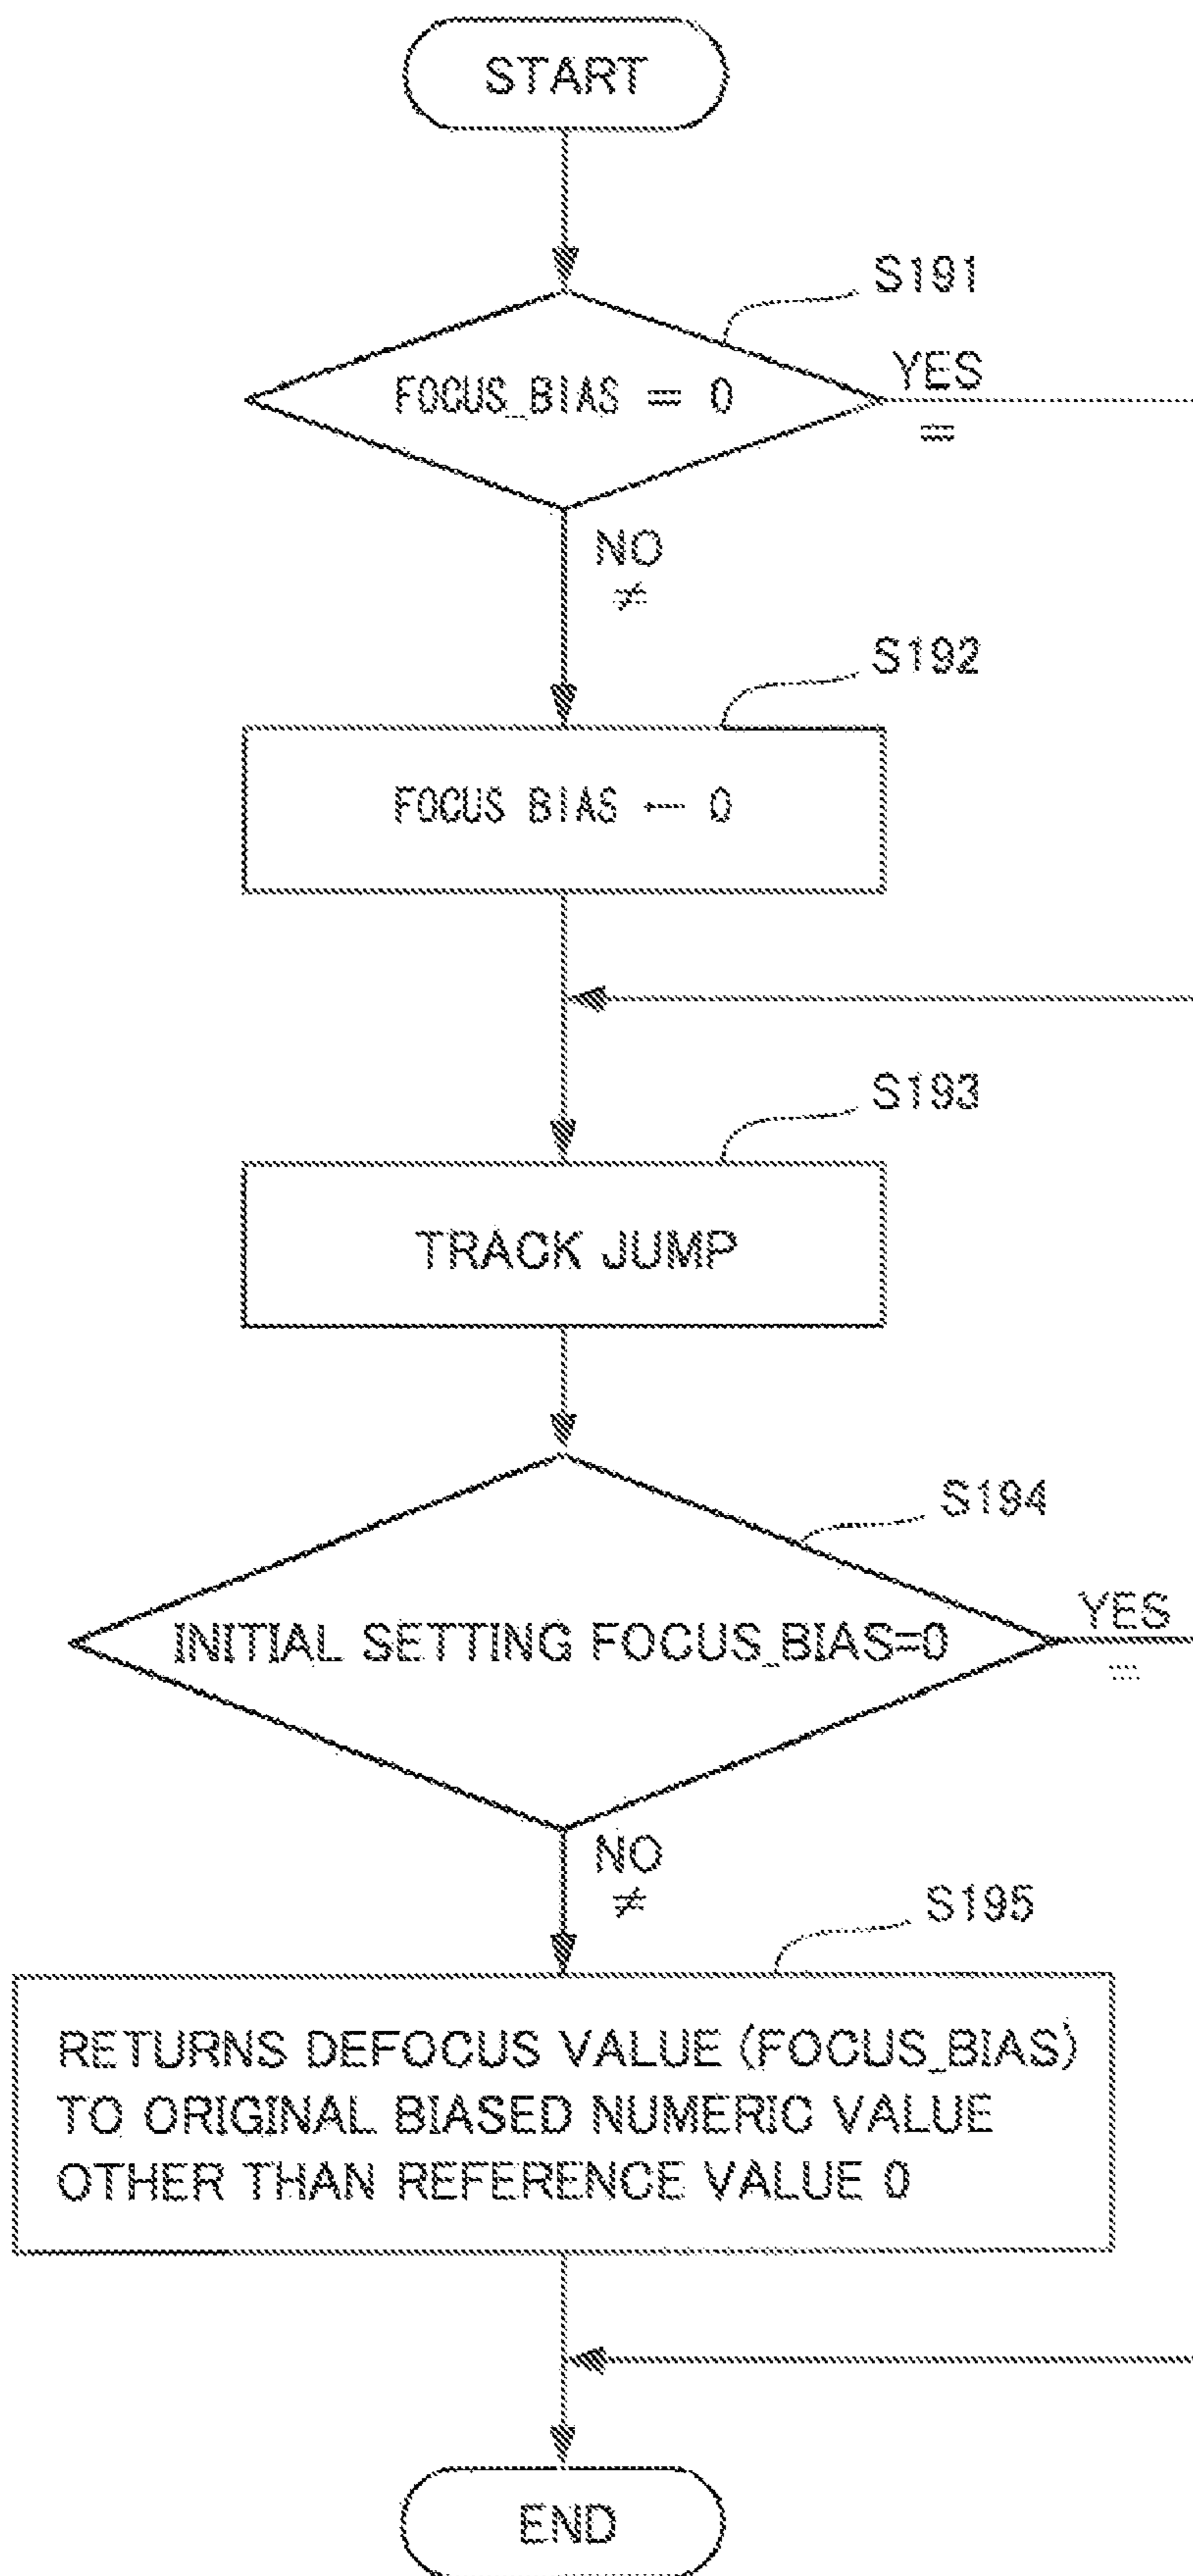 START
S191
FOCUS_BIAS = 0
YES
=
NO
≠
S192
FOCUS BIAS ← 0
S193
TRACK JUMP
S194
INITIAL SETTING FOCUS_BIAS=0
YES
=
NO
≠
S195
RETURNS DEFOCUS VALUE (FOCUS_BIAS)
TO ORIGINAL BIASED NUMERIC VALUE
OTHER THAN REFERENCE VALUE 0
END